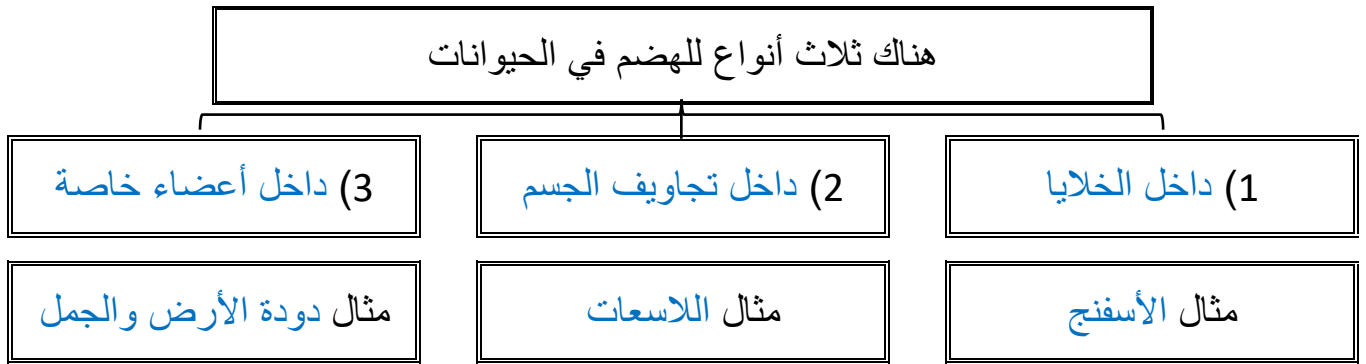 هناك ثلاث أنواع للهضم في الحيوانات
1) داخل الخلايا
2) داخل تجاويف الجسم
3) داخل أعضاء خاصة
مثال الأسفنج
مثال اللاسعات
مثال دودة الأرض والجمل